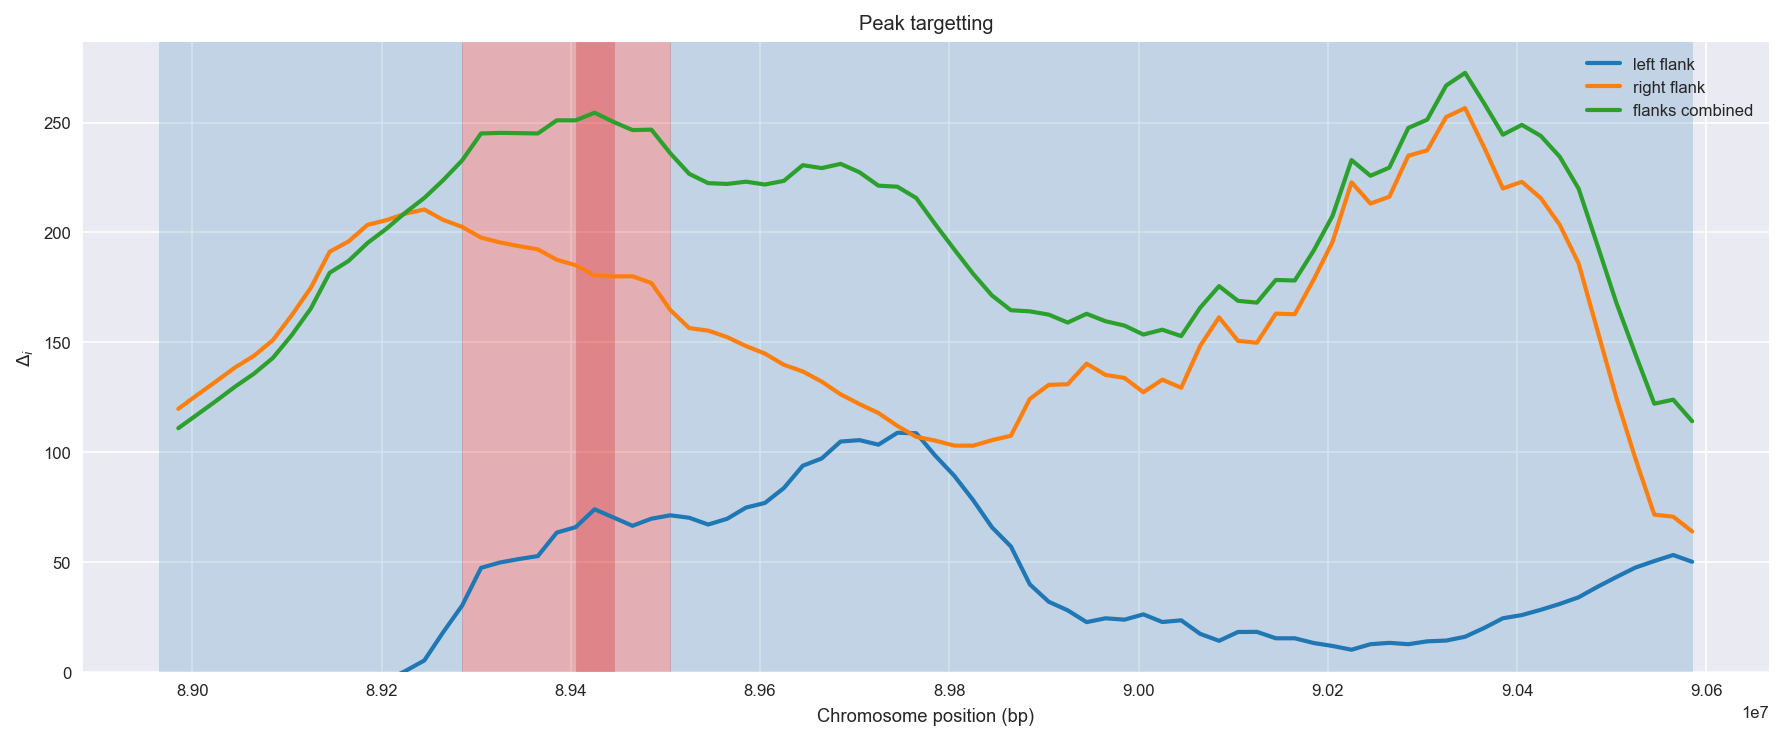 Peak targetting
left flank
right flank
flanks combined
250
200
150
100
50
0
Δi
8.90 8.92 8.94 8.96 8.98 9.00 9.02 9.04 9.06
1e7
Chromosome position (bp)